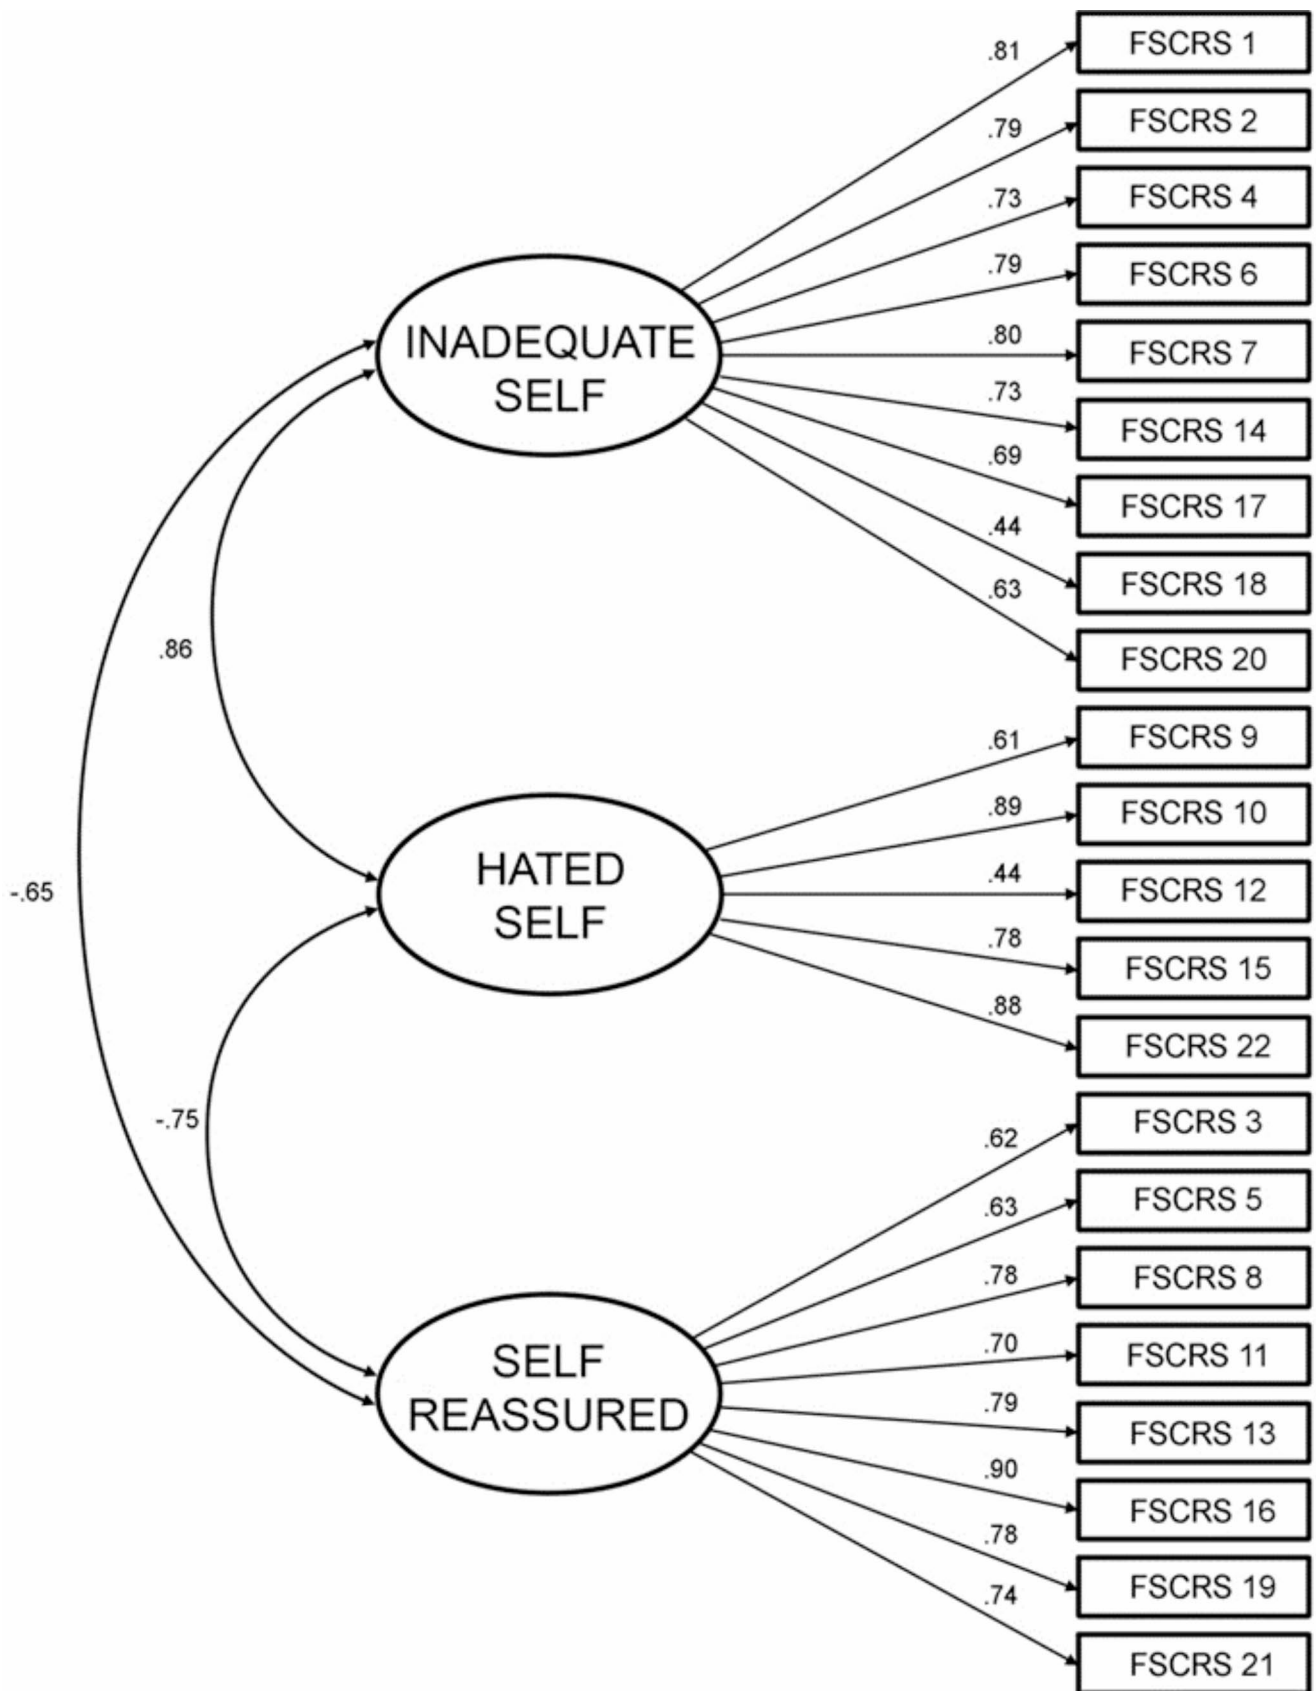 .81
FSCRS 1
.79
FSCRS 2
.73
FSCRS 4
.79
FSCRS 6
INADEQUATE
SELF
.80
FSCRS 7
.73
FSCRS 14
.69
FSCRS 17
.44
FSCRS 18
.63
FSCRS 20
.86
.61
FSCRS 9
.89
FSCRS 10
HATED
SELF
.44
FSCRS 12
-.65
.78
FSCRS 15
.88
FSCRS 22
-.75
.62
FSCRS 3
.63
FSCRS 5
.78
FSCRS 8
.70
FSCRS 11
SELF
REASSURED
.79
FSCRS 13
.90
FSCRS 16
.78
FSCRS 19
.74
FSCRS 21